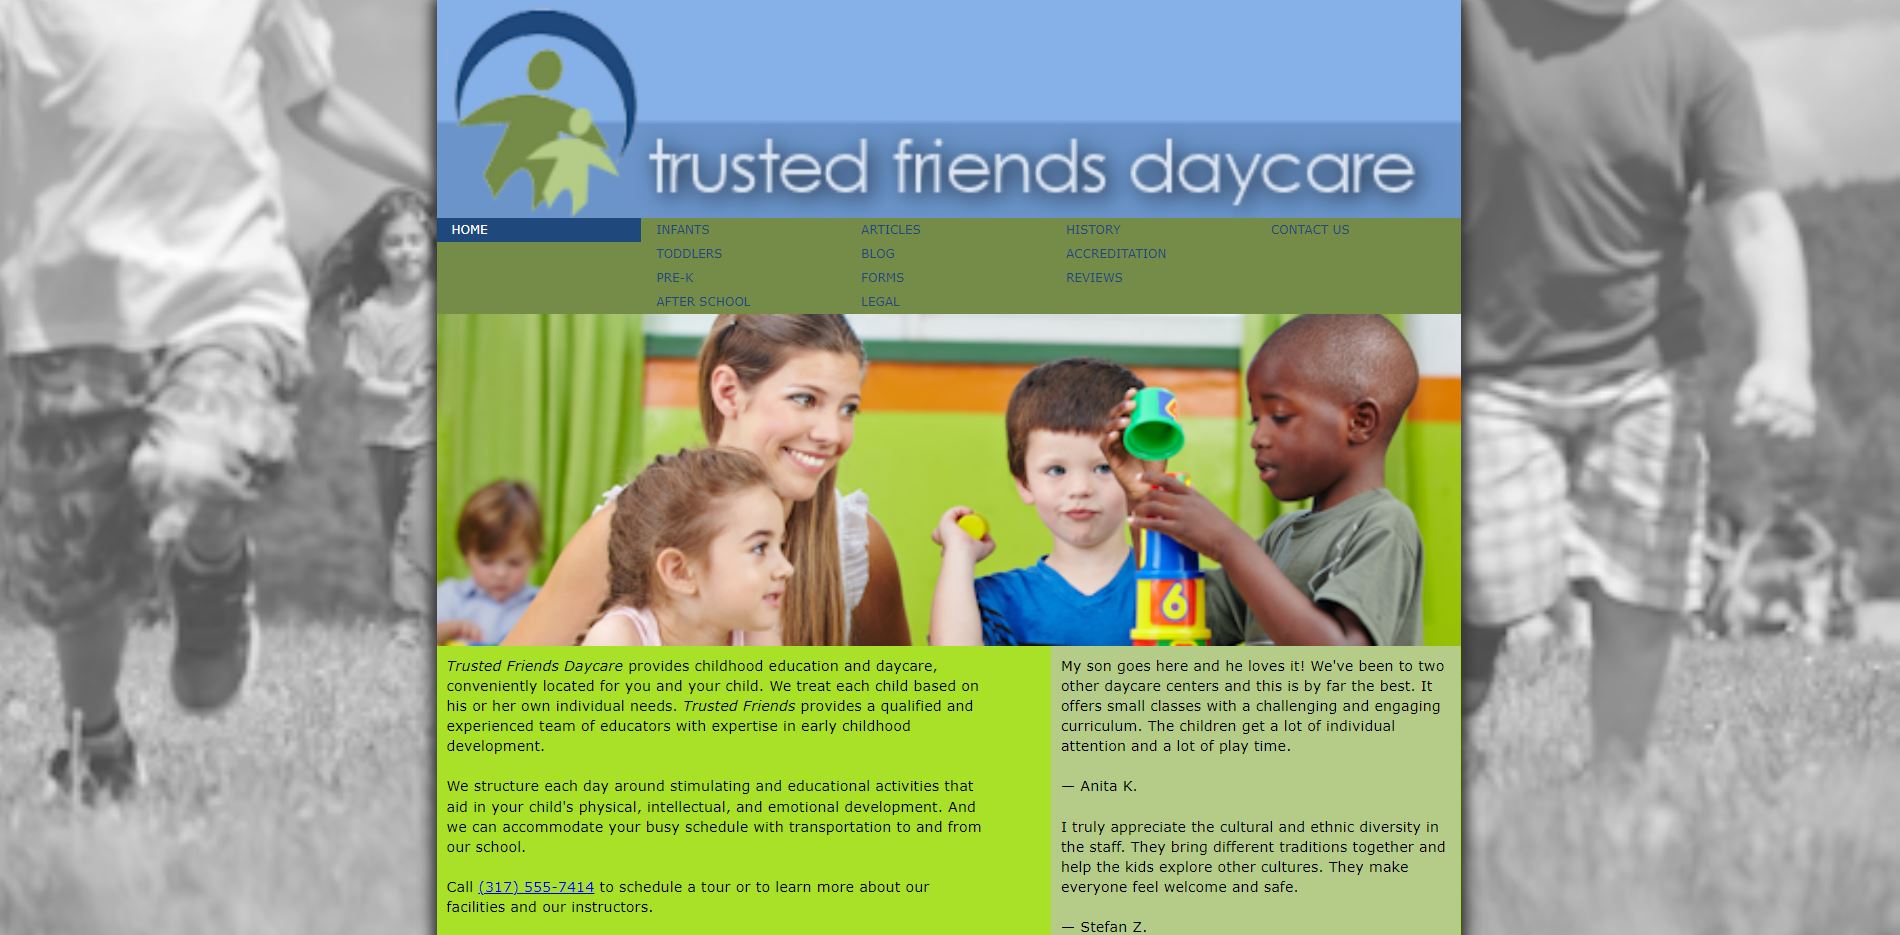 trusted friends daycare
HOME
INFANTS
TODDLERS
PRE-K
AFTER SCHOOL
ARTICLES
BLOG
FORMS
LEGAL
HISTORY
ACCREDITATION
REVIEWS
CONTACT US
6
Trusted Friends Daycare provides childhood education and daycare,
conveniently located for you and your child. We treat each child based on
his or her own individual needs. Trusted Friends provides a qualified and
experienced team of educators with expertise in early childhood
development.
We structure each day around stimulating and educational activities that
aid in your child's physical, intellectual, and emotional development. And
we can accommodate your busy schedule with transportation to and from
our school.
Call (317) 555-7414 to schedule a tour or to learn more about our
facilities and our instructors.
My son goes here and he loves it! We've been to two
other daycare centers and this is by far the best. It
offers small classes with a challenging and engaging
curriculum. The children get a lot of individual
attention and a lot of play time.
— Anita K.
I truly appreciate the cultural and ethnic diversity in
the staff. They bring different traditions together and
help the kids explore other cultures. They make
everyone feel welcome and safe.
— Stefan Z.